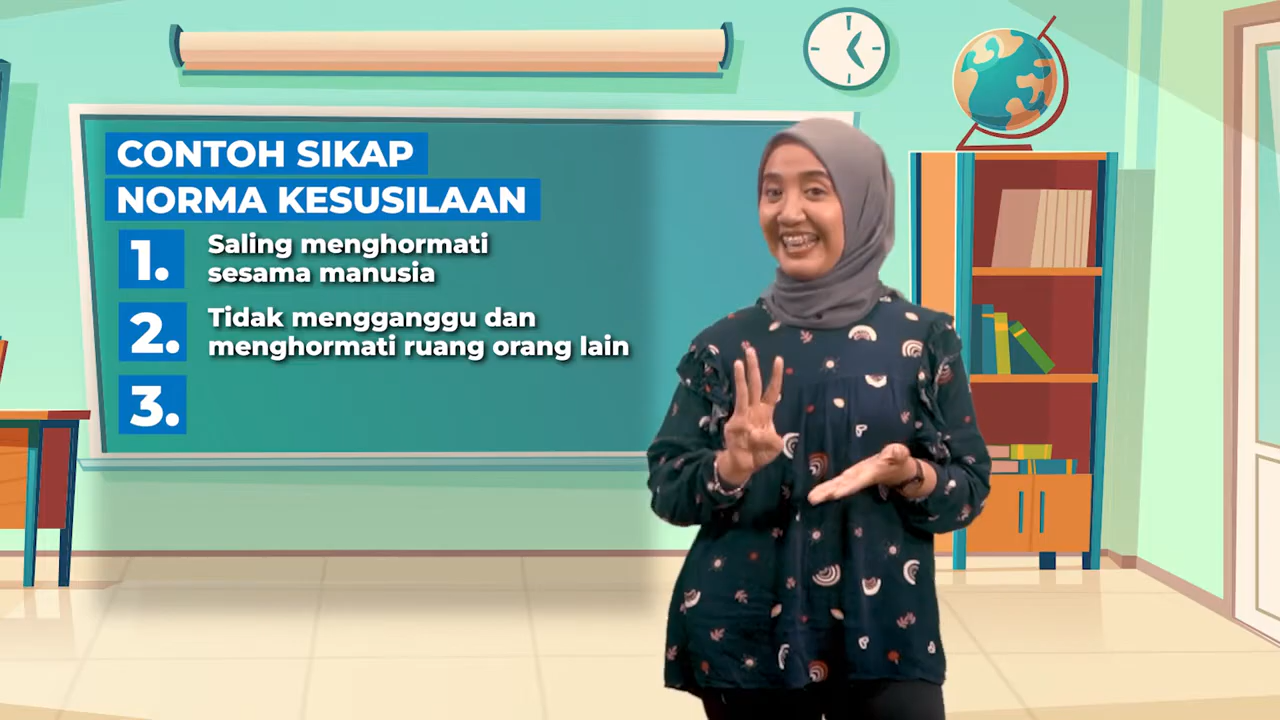 CONTOH SIKAP
NORMA KESUSILAAN
1. Saling menghormati
sesama manusia
2. Tidak mengganggu dan
menghormati ruang orang lain
3.